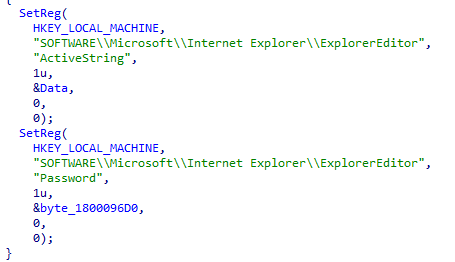 {
SetReg(
HKEY_LOCAL_MACHINE,
"SOFTWARE\\Microsoft\\Internet Explorer\\ExplorerEditor",
"ActiveString",
1u,
&Data,
0,
0);
SetReg(
HKEY_LOCAL_MACHINE,
"SOFTWARE\\Microsoft\\Internet Explorer\\ExplorerEditor",
"Password",
1u,
&byte_1800096D0,
0,
0);
}